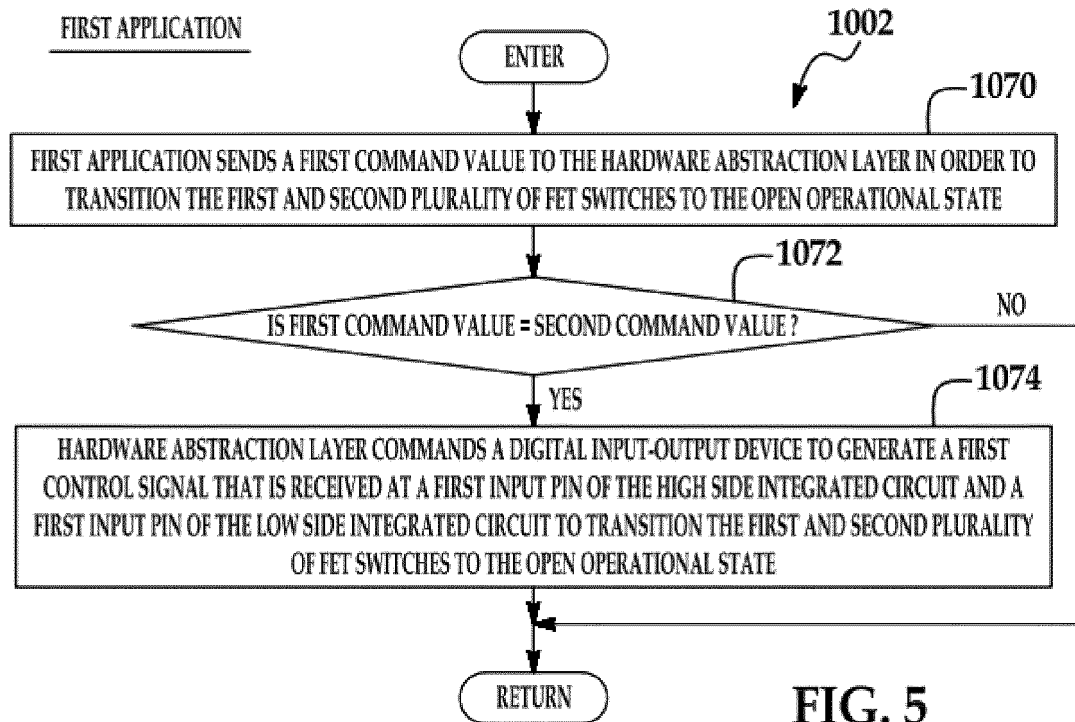 FIRST APPLICATION
1002
ENTER
1070
FIRST APPLICATION SENDS A FIRST COMMAND VALUE TO THE HARDWARE ABSTRACTION LAYER IN ORDER TO
TRANSITION THE FIRST AND SECOND PLURALITY OF FET SWITCHES TO THE OPEN OPERATIONAL STATE
1072
IS FIRST COMMAND VALUE = SECOND COMMAND VALUE ?
NO
YES
1074
HARDWARE ABSTRACTION LAYER COMMANDS A DIGITAL INPUT-OUTPUT DEVICE TO GENERATE A FIRST
CONTROL SIGNAL THAT IS RECEIVED AT A FIRST INPUT PIN OF THE HIGH SIDE INTEGRATED CIRCUIT AND A
FIRST INPUT PIN OF THE LOW SIDE INTEGRATED CIRCUIT TO TRANSITION THE FIRST AND SECOND PLURALITY
OF FET SWITCHES TO THE OPEN OPERATIONAL STATE
RETURN
FIG. 5